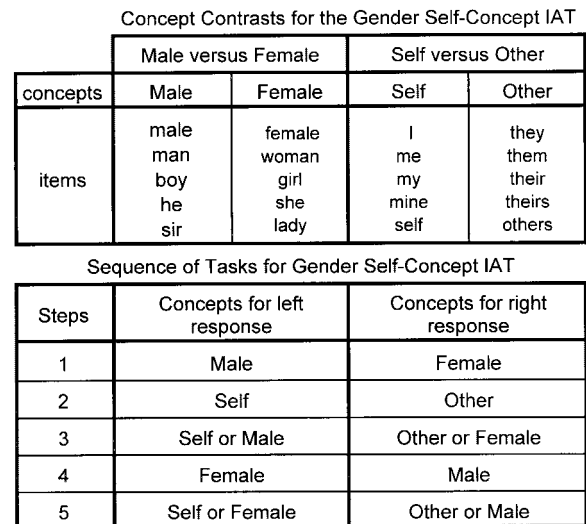 Concept Contrasts for the Gender Self-Concept IAT
Male versus Female Self versus Other
concepts Male Female Self Other
items
male female I they
man woman me them
boy girl my their
he she mine theirs
sir lady self others
Sequence of Tasks for Gender Self-Concept IAT
Steps Concepts for left response Concepts for right response
1 Male Female
2 Self Other
3 Self or Male Other or Female
4 Female Male
5 Self or Female Other or Male